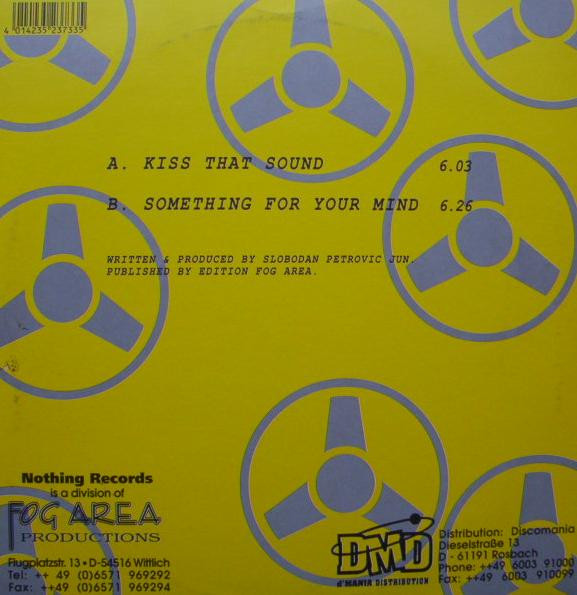 4 014235 237335
A. KISS THAT SOUND 6.03
B. SOMETHING FOR YOUR MIND 6.26
WRITTEN & PRODUCED BY SLOBODAN PETROVIC JUN.
PUBLISHED BY EDITION FOG AREA.
Nothing Records
is a division of
FOG AREA
PRODUCTIONS
Flugplatzstr. 13 • D-54516 Wittlich
Tel: ++ 49 (0)6571 969292
Fax: ++ 49 (0)6571 969294
DMD
d'MANIA DISTRIBUTION
Distribution: Discomania
Dieselstraße 13
D - 61191 Rosbach
Phone: ++49 6003 91000
Fax: ++49 6003 910099